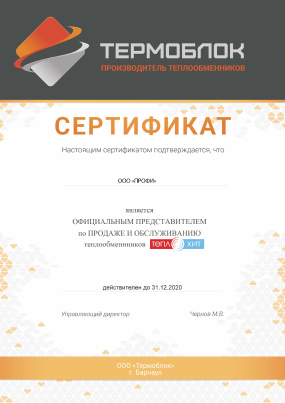 ТЕРМОБЛОК
ПРОИЗВОДИТЕЛЬ ТЕПЛООБМЕННИКОВ
СЕРТИФИКАТ
Настоящим сертификатом подтверждается, что
ООО «ПРОФИ»
является
ОФИЦИАЛЬНЫМ ПРЕДСТАВИТЕЛЕМ
по ПРОДАЖЕ И ОБСЛУЖИВАНИЮ
теплообменников ТЕПЛ ХИТ
действителен до 31.12.2020
Управляющий директор Чернов М.В.
ООО «Термоблок»
г. Барнаул